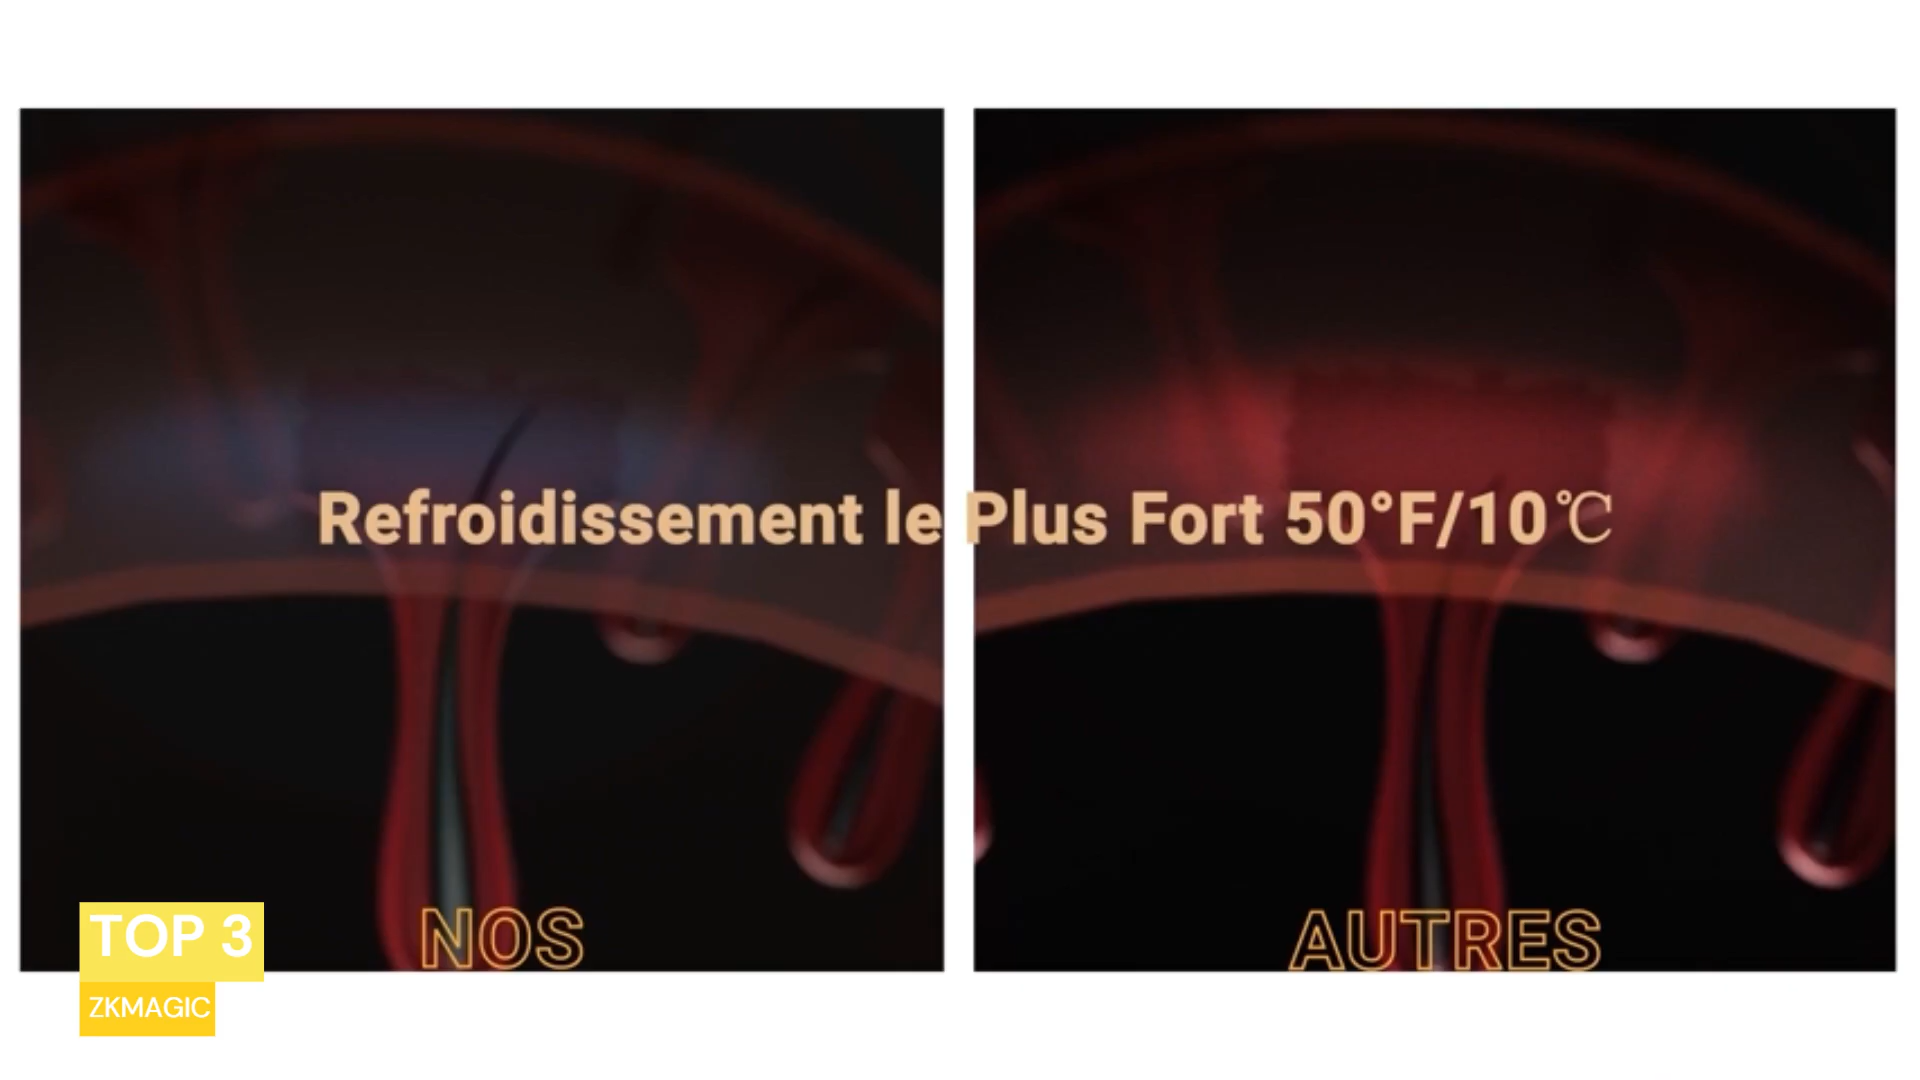 Refroidissement le Plus Fort 50°F/10℃
NOS
AUTRES
TOP 3
ZKMAGIC